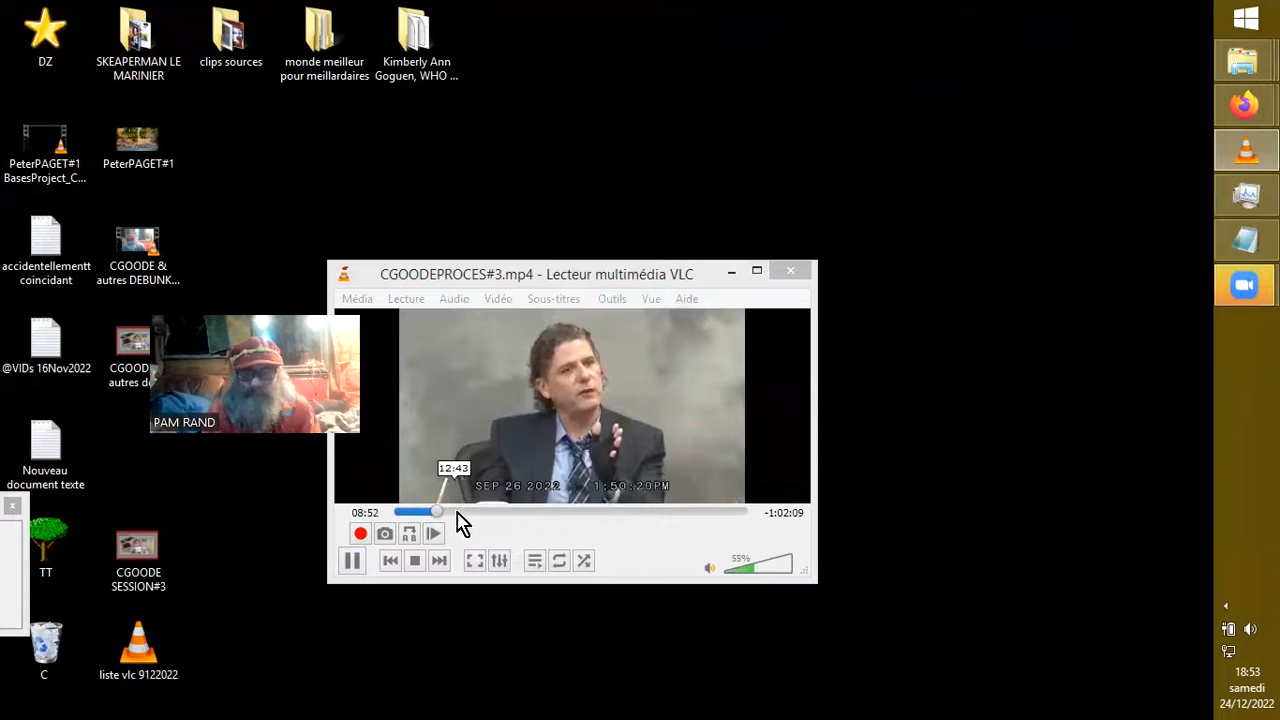 DZ
SKEAPERMAN LE
MARINIER
clips sources
monde meilleur
pour meillardaires
Kimberly Ann
Goguen, WHO ...
PeterPAGET#1
BasesProject_C...
PeterPAGET#1
accidentellementt
coincidant
CGOODE &
autres DEBUNK...
@VIDs 16Nov2022
CGO
autres de
PAM RAND
Nouveau
document texte
x
TT
CGOODE
SESSION#3
C
liste vlc 9122022
CGOODEPROCES#3.mp4 - Lecteur multimédia VLC
Média Lecture Audio Vidéo Sous-titres Outils Vue Aide
12:43
SEP 26 2022 1:50:29PM
08:52
-1:02:09
A B
55%
18:53
samedi
24/12/2022